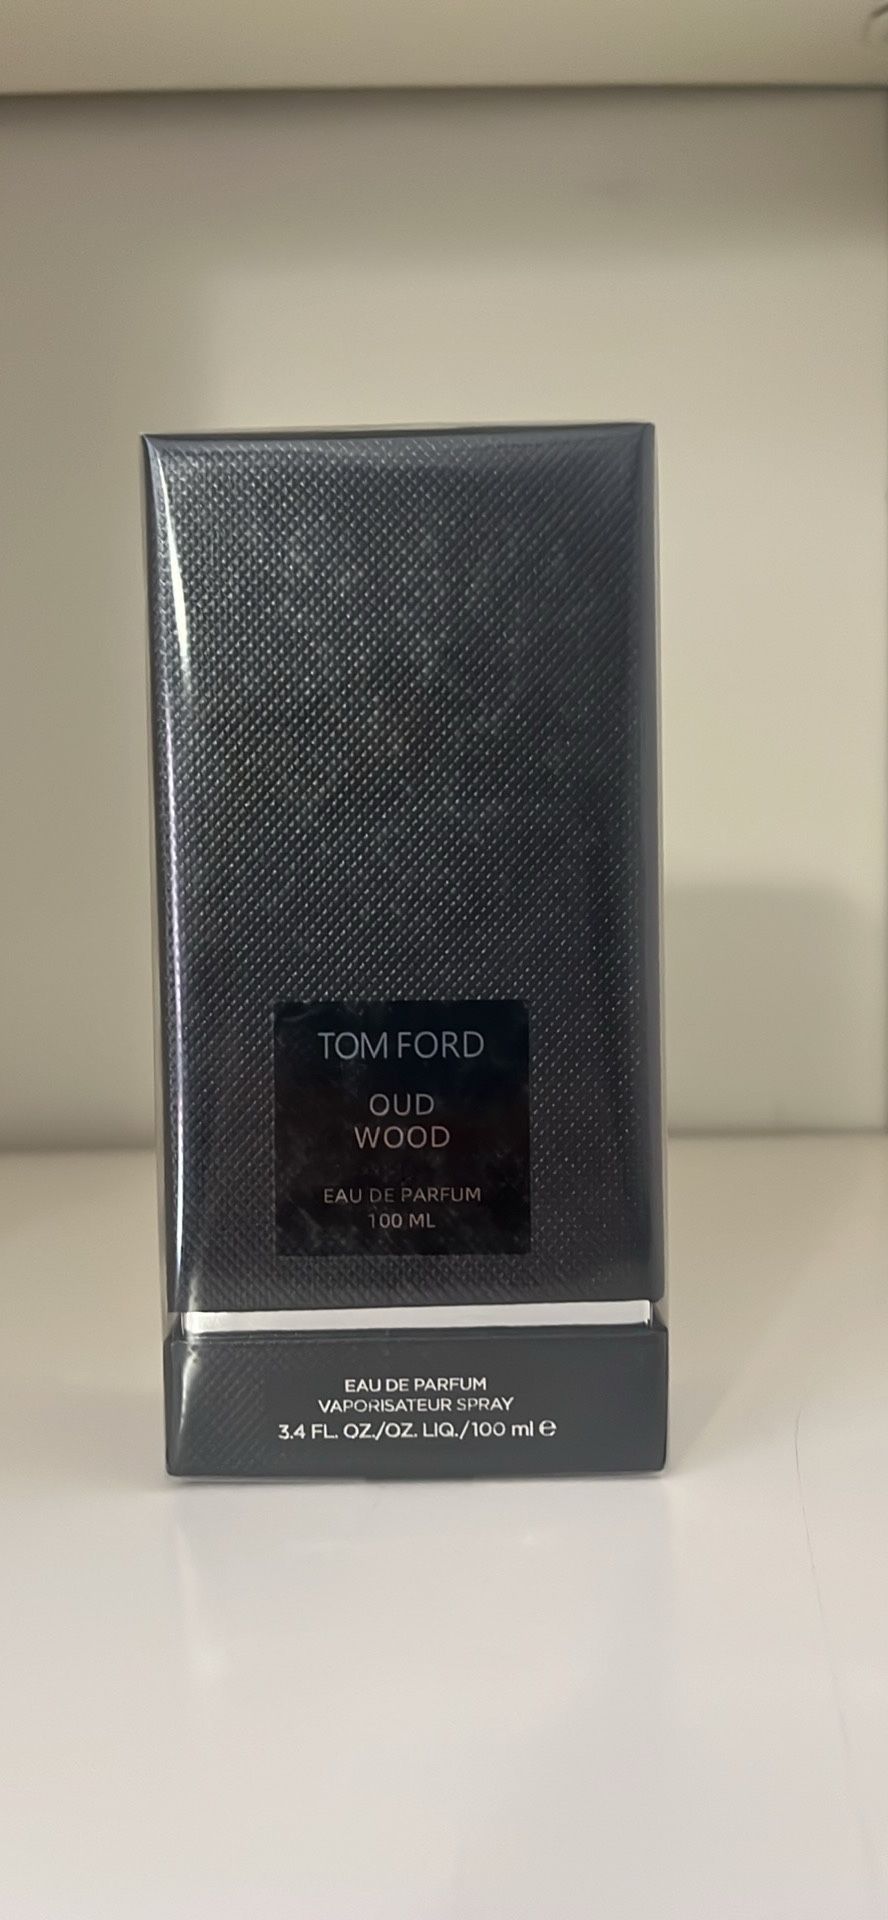 TOM FORD
OUD
WOOD
EAU DE PARFUM
100 ML
EAU DE PARFUM
VAPORISATEUR SPRAY
3.4 FL. OZ./OZ. LIQ./100 ml ℮